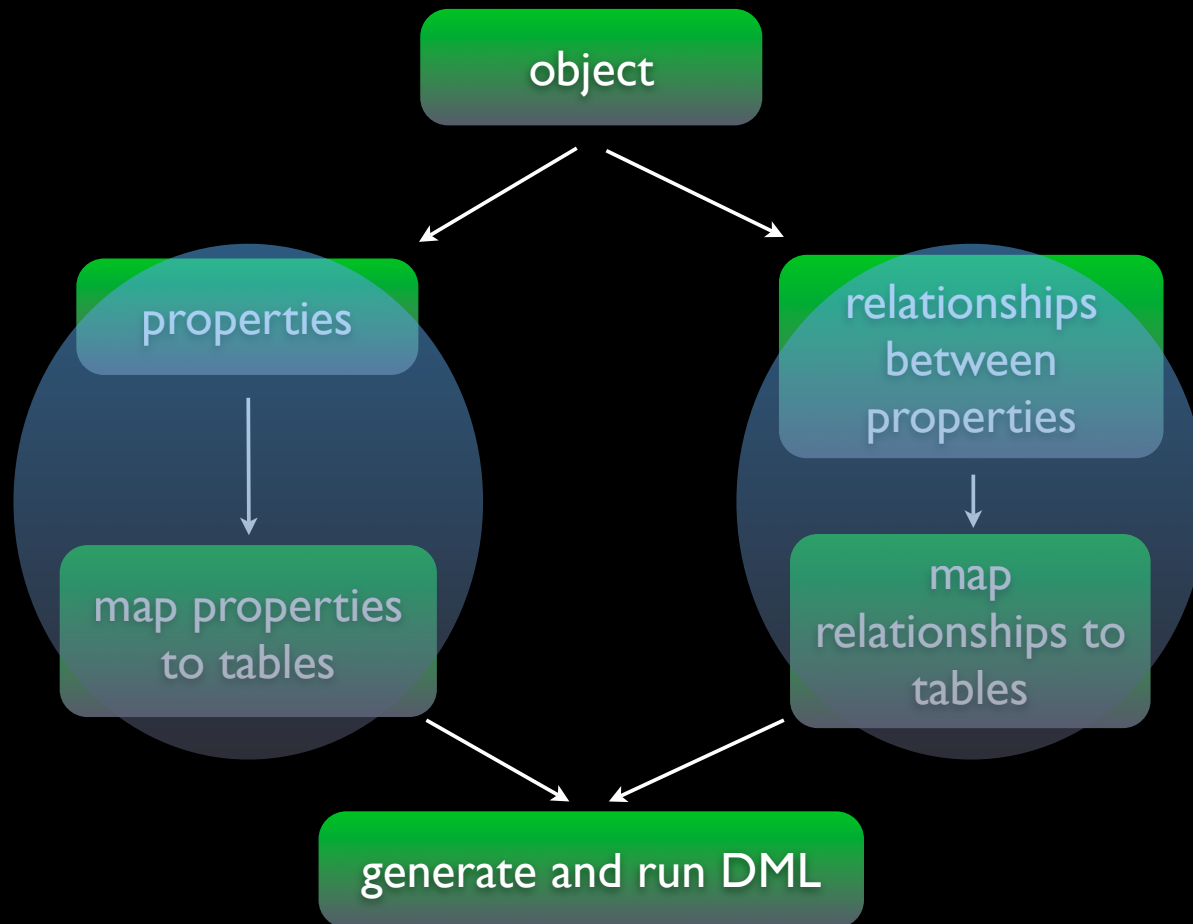 object
properties
relationships
between
properties
map properties
to tables
map
relationships to
tables
generate and run DML